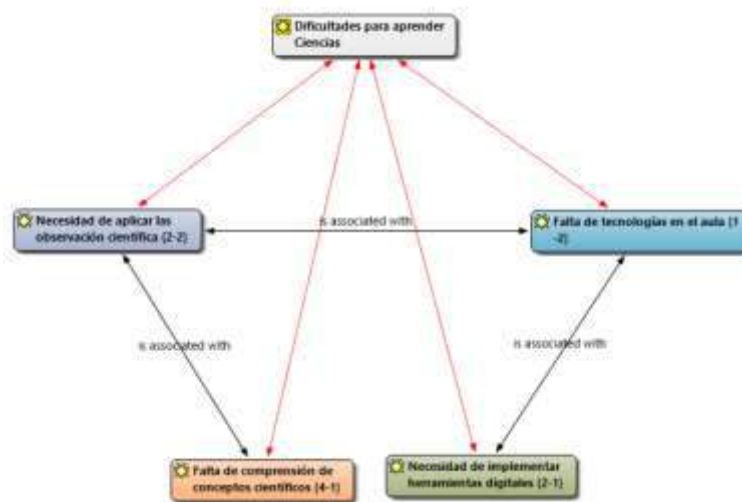 Dificultades para aprender
Ciencias
Necesidad de aplicar las
observación científica {2-2}
is associated with
Falta de tecnologías en el aula {1
-2}
is associated with
is associated with
Falta de comprensión de
conceptos científicos {4-1}
Necesidad de implementar
herramientas digitales {2-1}